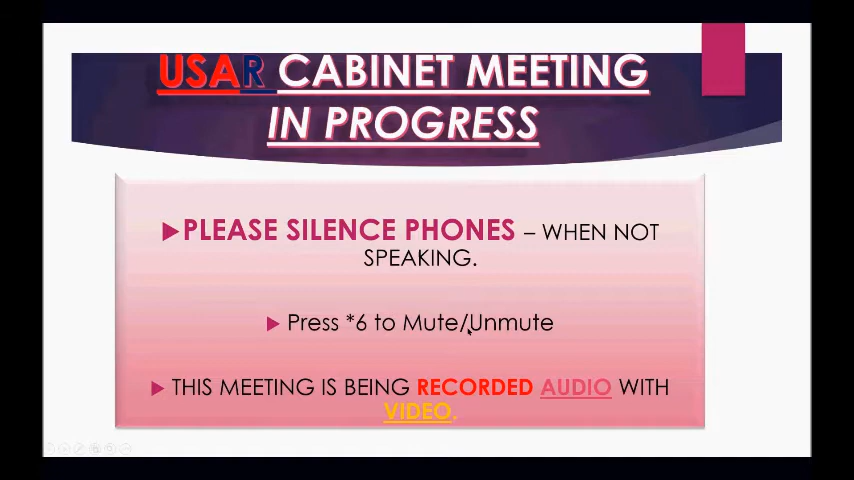 USAR CABINET MEETING
IN PROGRESS
PLEASE SILENCE PHONES – WHEN NOT
SPEAKING.
Press *6 to Mute/Unmute
THIS MEETING IS BEING RECORDED AUDIO WITH
VIDEO.